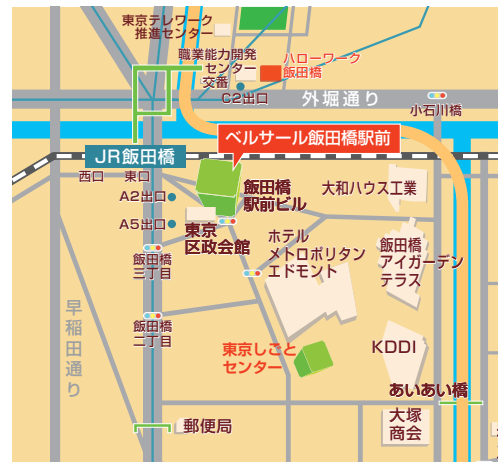 東京テレワーク
推進センター
職業能力開発
センター
交番
ハローワーク
飯田橋
C2出口
外堀通り
小石川橋
ベルサール飯田橋駅前
JR飯田橋
西口
東口
A2出口
A5出口
飯田橋
駅前ビル
大和ハウス工業
東京
区政会館
ホテル
メトロポリタン
エドモント
飯田橋
アイガーデン
テラス
飯田橋
三丁目
飯田橋
二丁目
早稲田通り
東京しごと
センター
KDDI
あいあい橋
郵便局
大塚
商会